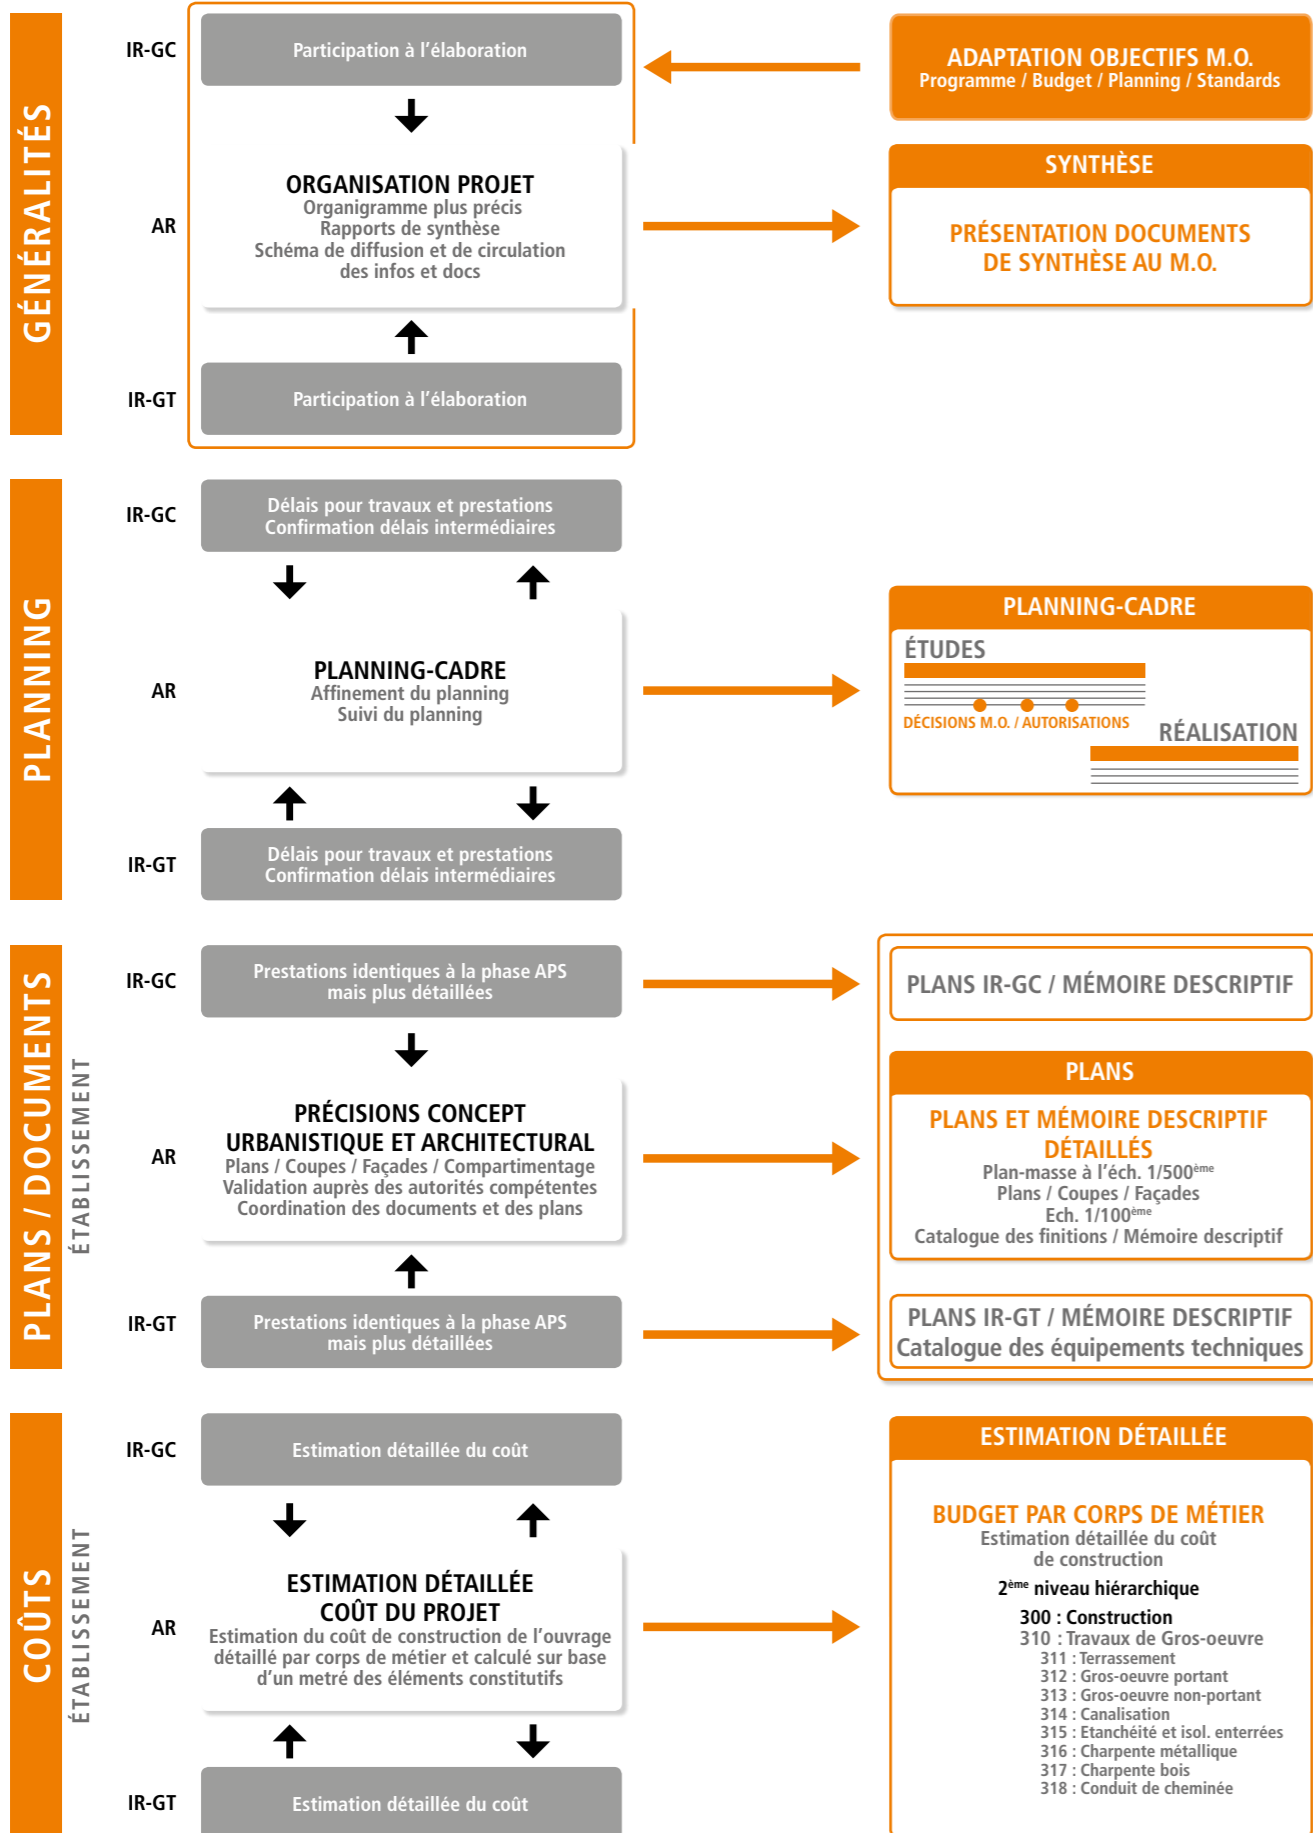 GÉNÉRALITÉS
IR-GC
Participation à l'élaboration
ADAPTATION OBJECTIFS M.O.
Programme / Budget / Planning / Standards
AR
ORGANISATION PROJET
Organigramme plus précis
Rapports de synthèse
Schéma de diffusion et de circulation
des infos et docs
SYNTHÈSE
PRÉSENTATION DOCUMENTS
DE SYNTHÈSE AU M.O.
IR-GT
Participation à l'élaboration
PLANNING
IR-GC
Délais pour travaux et prestations
Confirmation délais intermédiaires
AR
PLANNING-CADRE
Affinement du planning
Suivi du planning
PLANNING-CADRE
ÉTUDES
DÉCISIONS M.O. / AUTORISATIONS
RÉALISATION
IR-GT
Délais pour travaux et prestations
Confirmation délais intermédiaires
PLANS / DOCUMENTS
ÉTABLISSEMENT
IR-GC
Prestations identiques à la phase APS
mais plus détaillées
PLANS IR-GC / MÉMOIRE DESCRIPTIF
AR
PRÉCISIONS CONCEPT
URBANISTIQUE ET ARCHITECTURAL
Plans / Coupes / Façades / Compartimentage
Validation auprès des autorités compétentes
Coordination des documents et des plans
PLANS
PLANS ET MÉMOIRE DESCRIPTIF
DÉTAILLÉS
Plan-masse à l'éch. 1/500ème
Plans / Coupes / Façades
Ech. 1/100ème
Catalogue des finitions / Mémoire descriptif
IR-GT
Prestations identiques à la phase APS
mais plus détaillées
PLANS IR-GT / MÉMOIRE DESCRIPTIF
Catalogue des équipements techniques
COÛTS
ÉTABLISSEMENT
IR-GC
Estimation détaillée du coût
AR
ESTIMATION DÉTAILLÉE
COÛT DU PROJET
Estimation du coût de construction de l'ouvrage
détaillé par corps de métier et calculé sur base
d'un metré des éléments constitutifs
ESTIMATION DÉTAILLÉE
BUDGET PAR CORPS DE MÉTIER
Estimation détaillée du coût
de construction
2ème niveau hiérarchique
300 : Construction
310 : Travaux de Gros-oeuvre
311 : Terrassement
312 : Gros-oeuvre portant
313 : Gros-oeuvre non-portant
314 : Canalisation
315 : Etanchéité et isol. enterrées
316 : Charpente métallique
317 : Charpente bois
318 : Conduit de cheminée
IR-GT
Estimation détaillée du coût